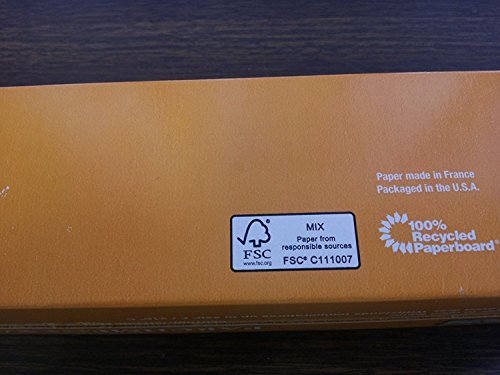 Paper made in France
Packaged in the U.S.A.
100%
Recycled
Paperboard®
FSC
www.fsc.org
MIX
Paper from
responsible sources
FSC® C111007